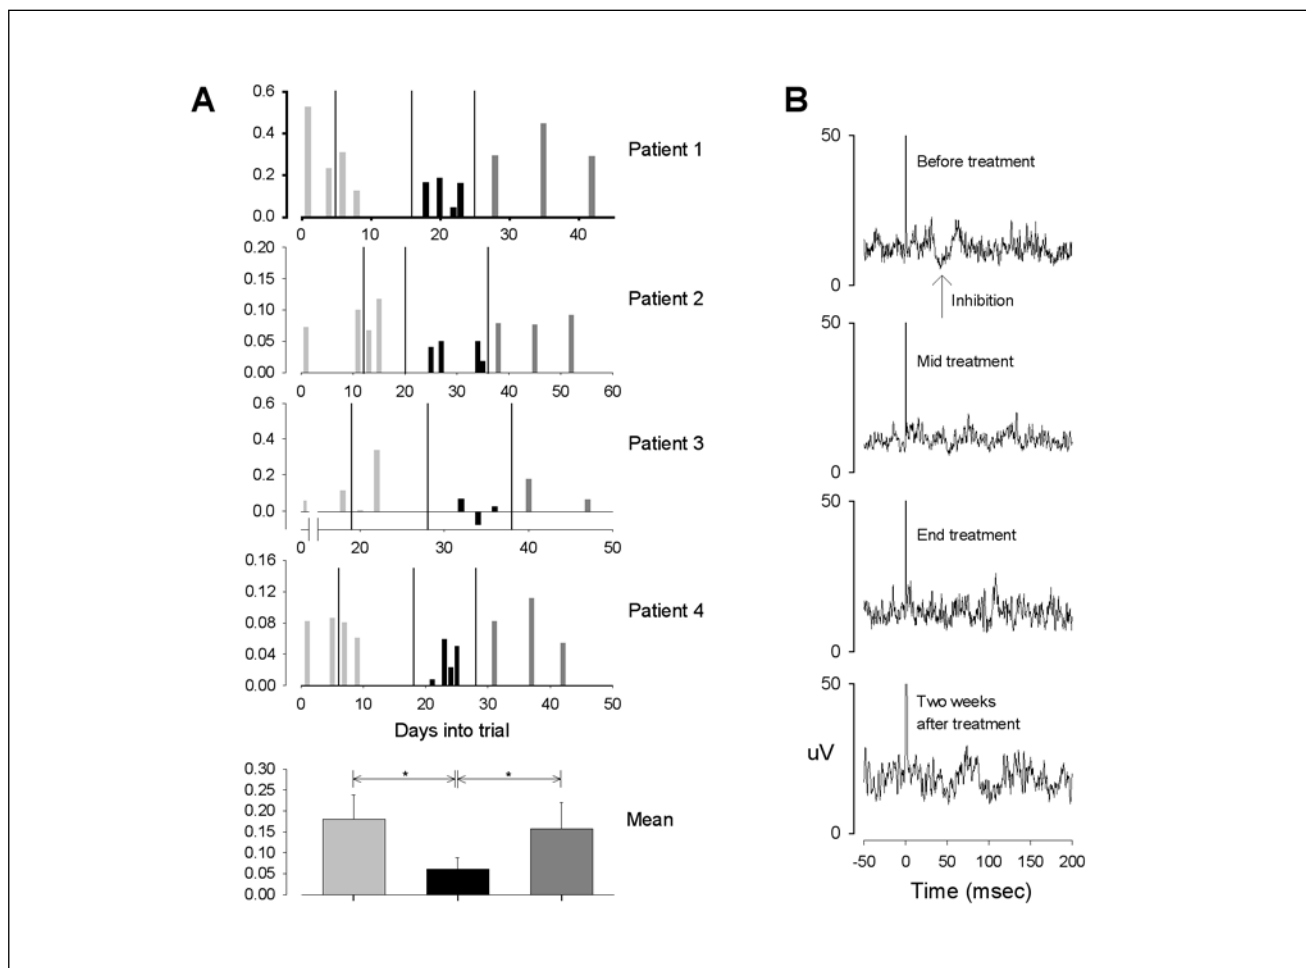 A
0.6
0.4
0.2
0.0
0 10 20 30 40
Patient 1
0.20
0.15
0.10
0.05
0.00
0 10 20 30 40 50 60
Patient 2
0.6
0.4
0.2
0.0
0 20 30 40 50
Patient 3
0.16
0.12
0.08
0.04
0.00
0 10 20 30 40 50
Patient 4
Days into trial
0.30
0.25
0.20
0.15
0.10
0.05
0.00
* *
Mean
B
50
0
Before treatment
Inhibition
50
0
Mid treatment
50
0
End treatment
50
0
Two weeks
after treatment
uV
-50 0 50 100 150 200
Time (msec)